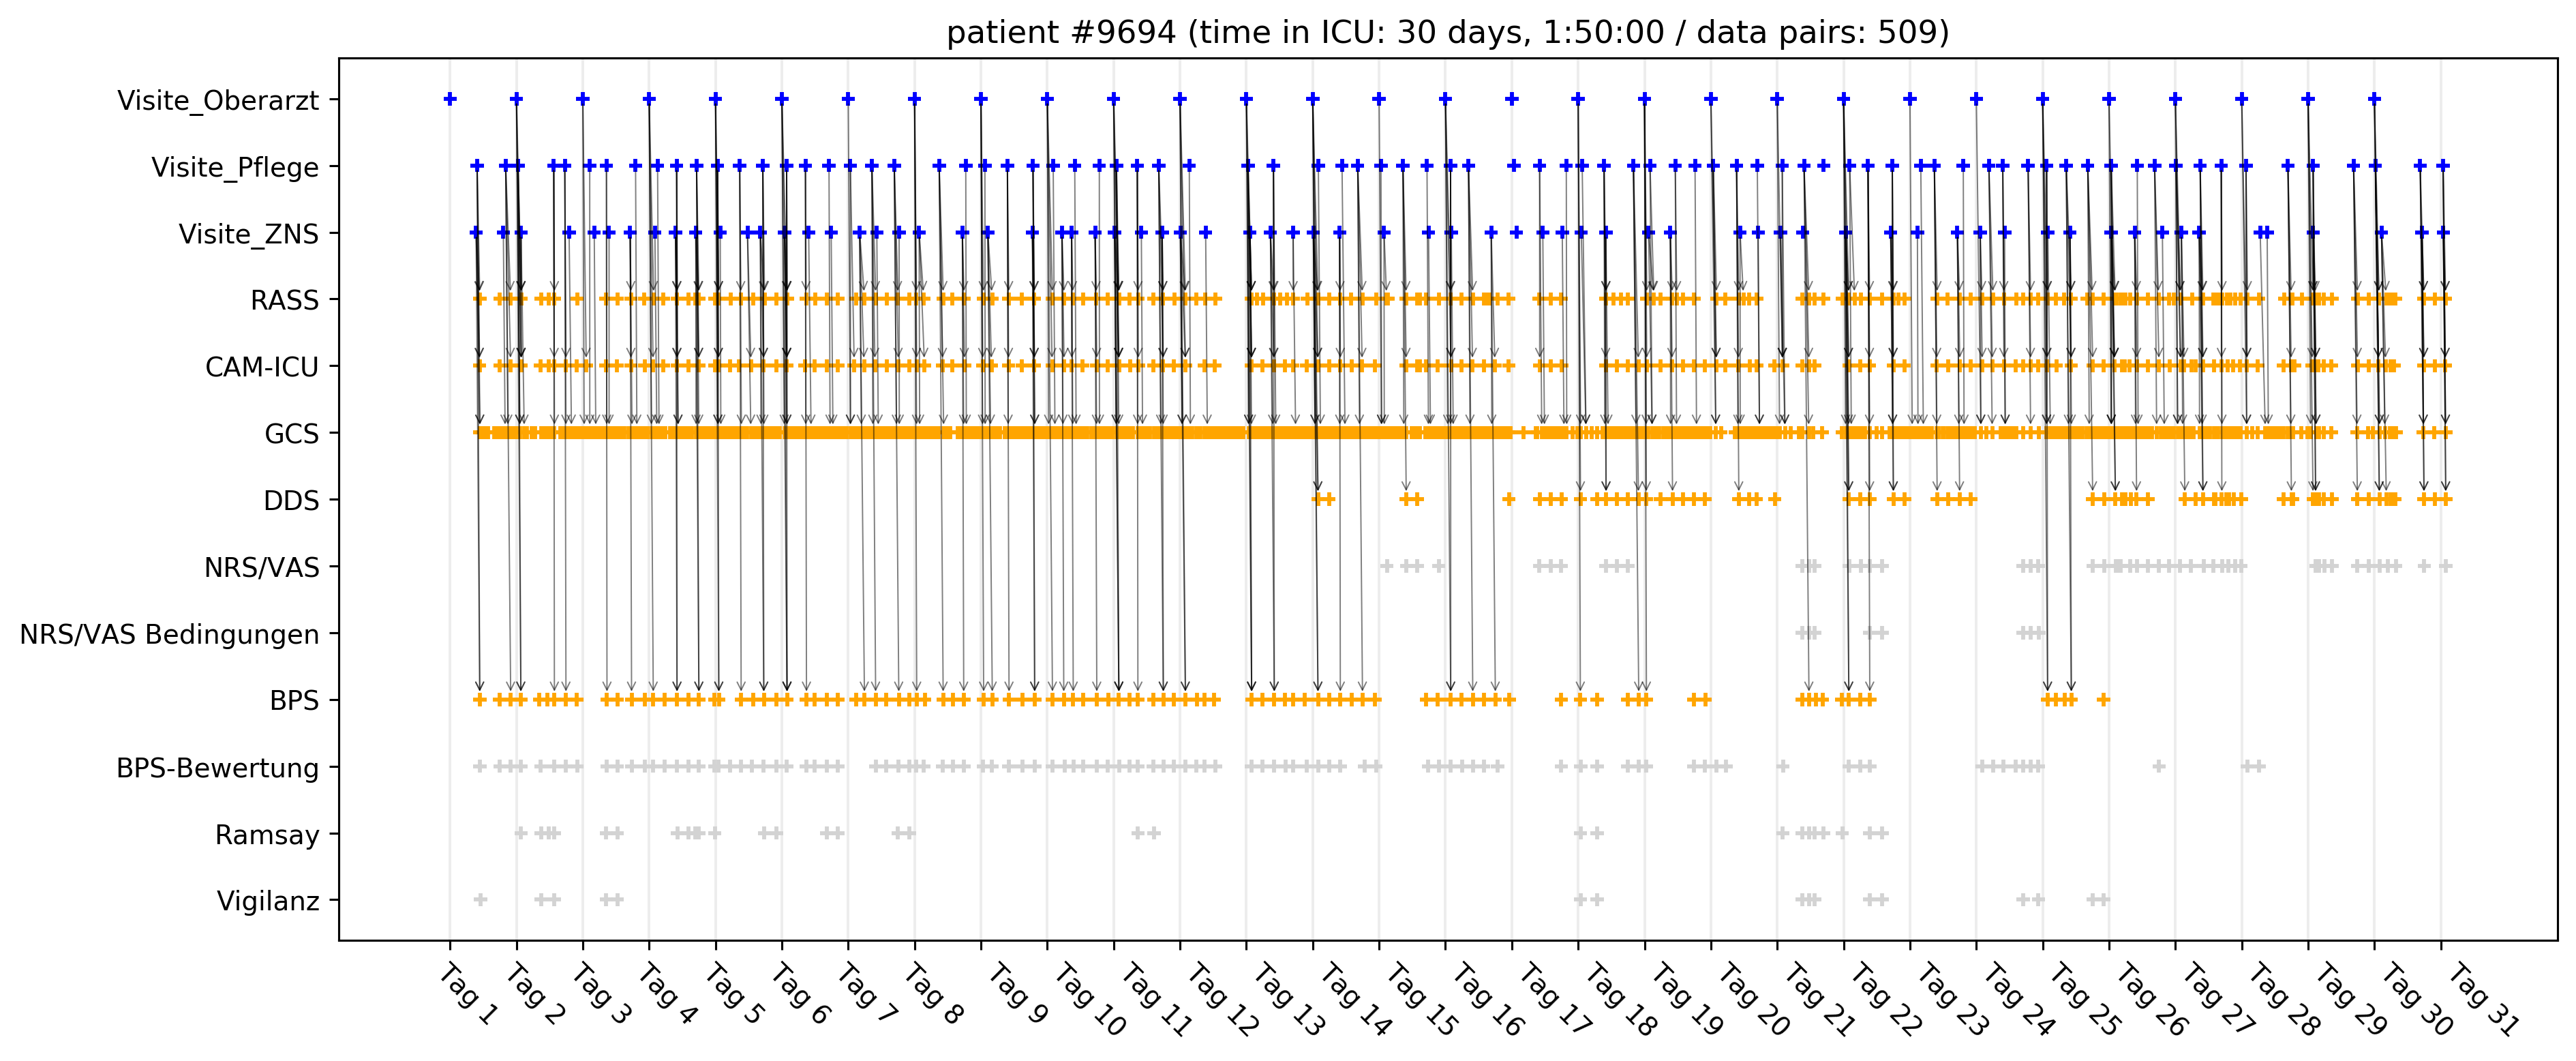 patient #9694 (time in ICU: 30 days, 1:50:00 / data pairs: 509)
Visite_Oberarzt
Visite_Pflege
Visite_ZNS
RASS
CAM-ICU
GCS
DDS
NRS/VAS
NRS/VAS Bedingungen
BPS
BPS-Bewertung
Ramsay
Vigilanz
Tag 1
Tag 2
Tag 3
Tag 4
Tag 5
Tag 6
Tag 7
Tag 8
Tag 9
Tag 10
Tag 11
Tag 12
Tag 13
Tag 14
Tag 15
Tag 16
Tag 17
Tag 18
Tag 19
Tag 20
Tag 21
Tag 22
Tag 23
Tag 24
Tag 25
Tag 26
Tag 27
Tag 28
Tag 29
Tag 30
Tag 31